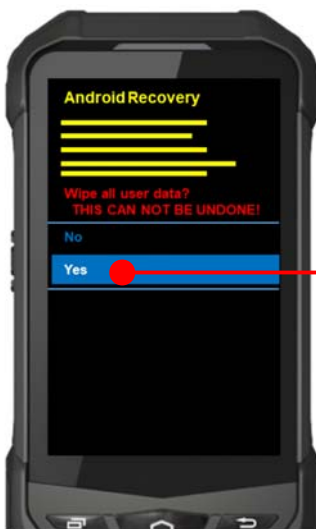 Android Recovery
Wipe all user data?
THIS CAN NOT BE UNDONE!
No
Yes